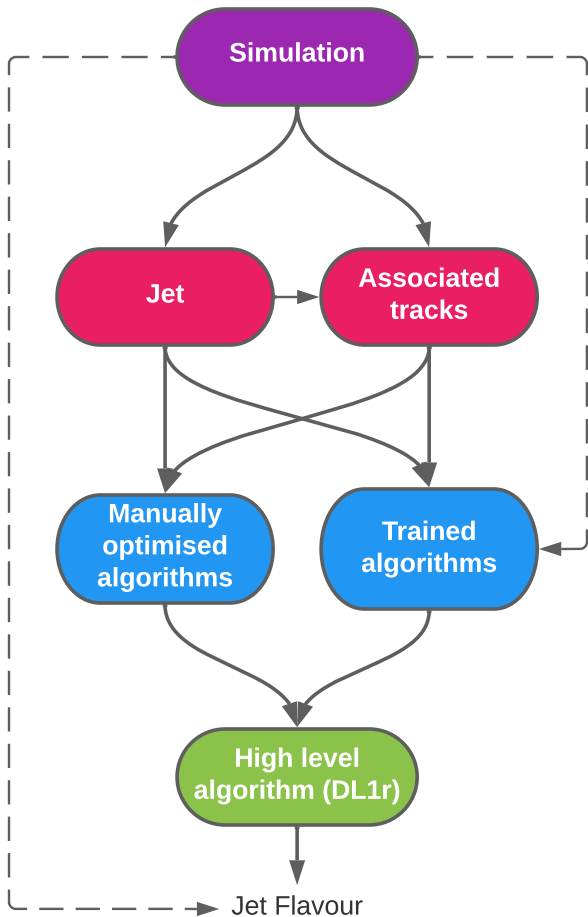 Simulation
Jet
Associated
tracks
Manually
optimised
algorithms
Trained
algorithms
High level
algorithm (DL1r)
Jet Flavour